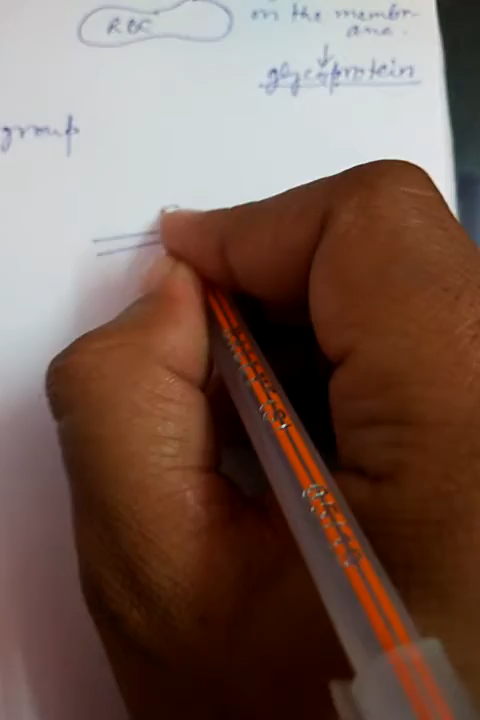 RBC
on the membr-
ane.
glycoprotein
group